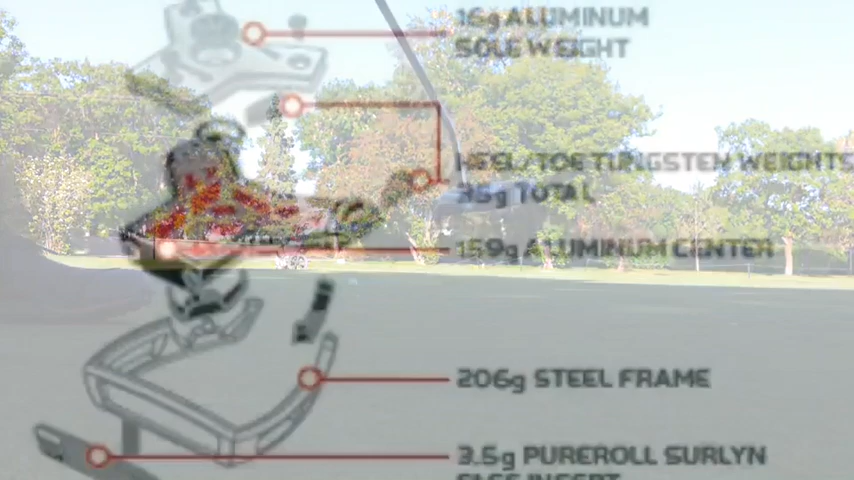 16g ALUMINUM
SOLE WEIGHT
HEEL/TOE TUNGSTEN WEIGHTS
TOTAL
159g ALUMINUM CENTER
206g STEEL FRAME
3.5g PUREROLL SURLYN
FACE INSERT